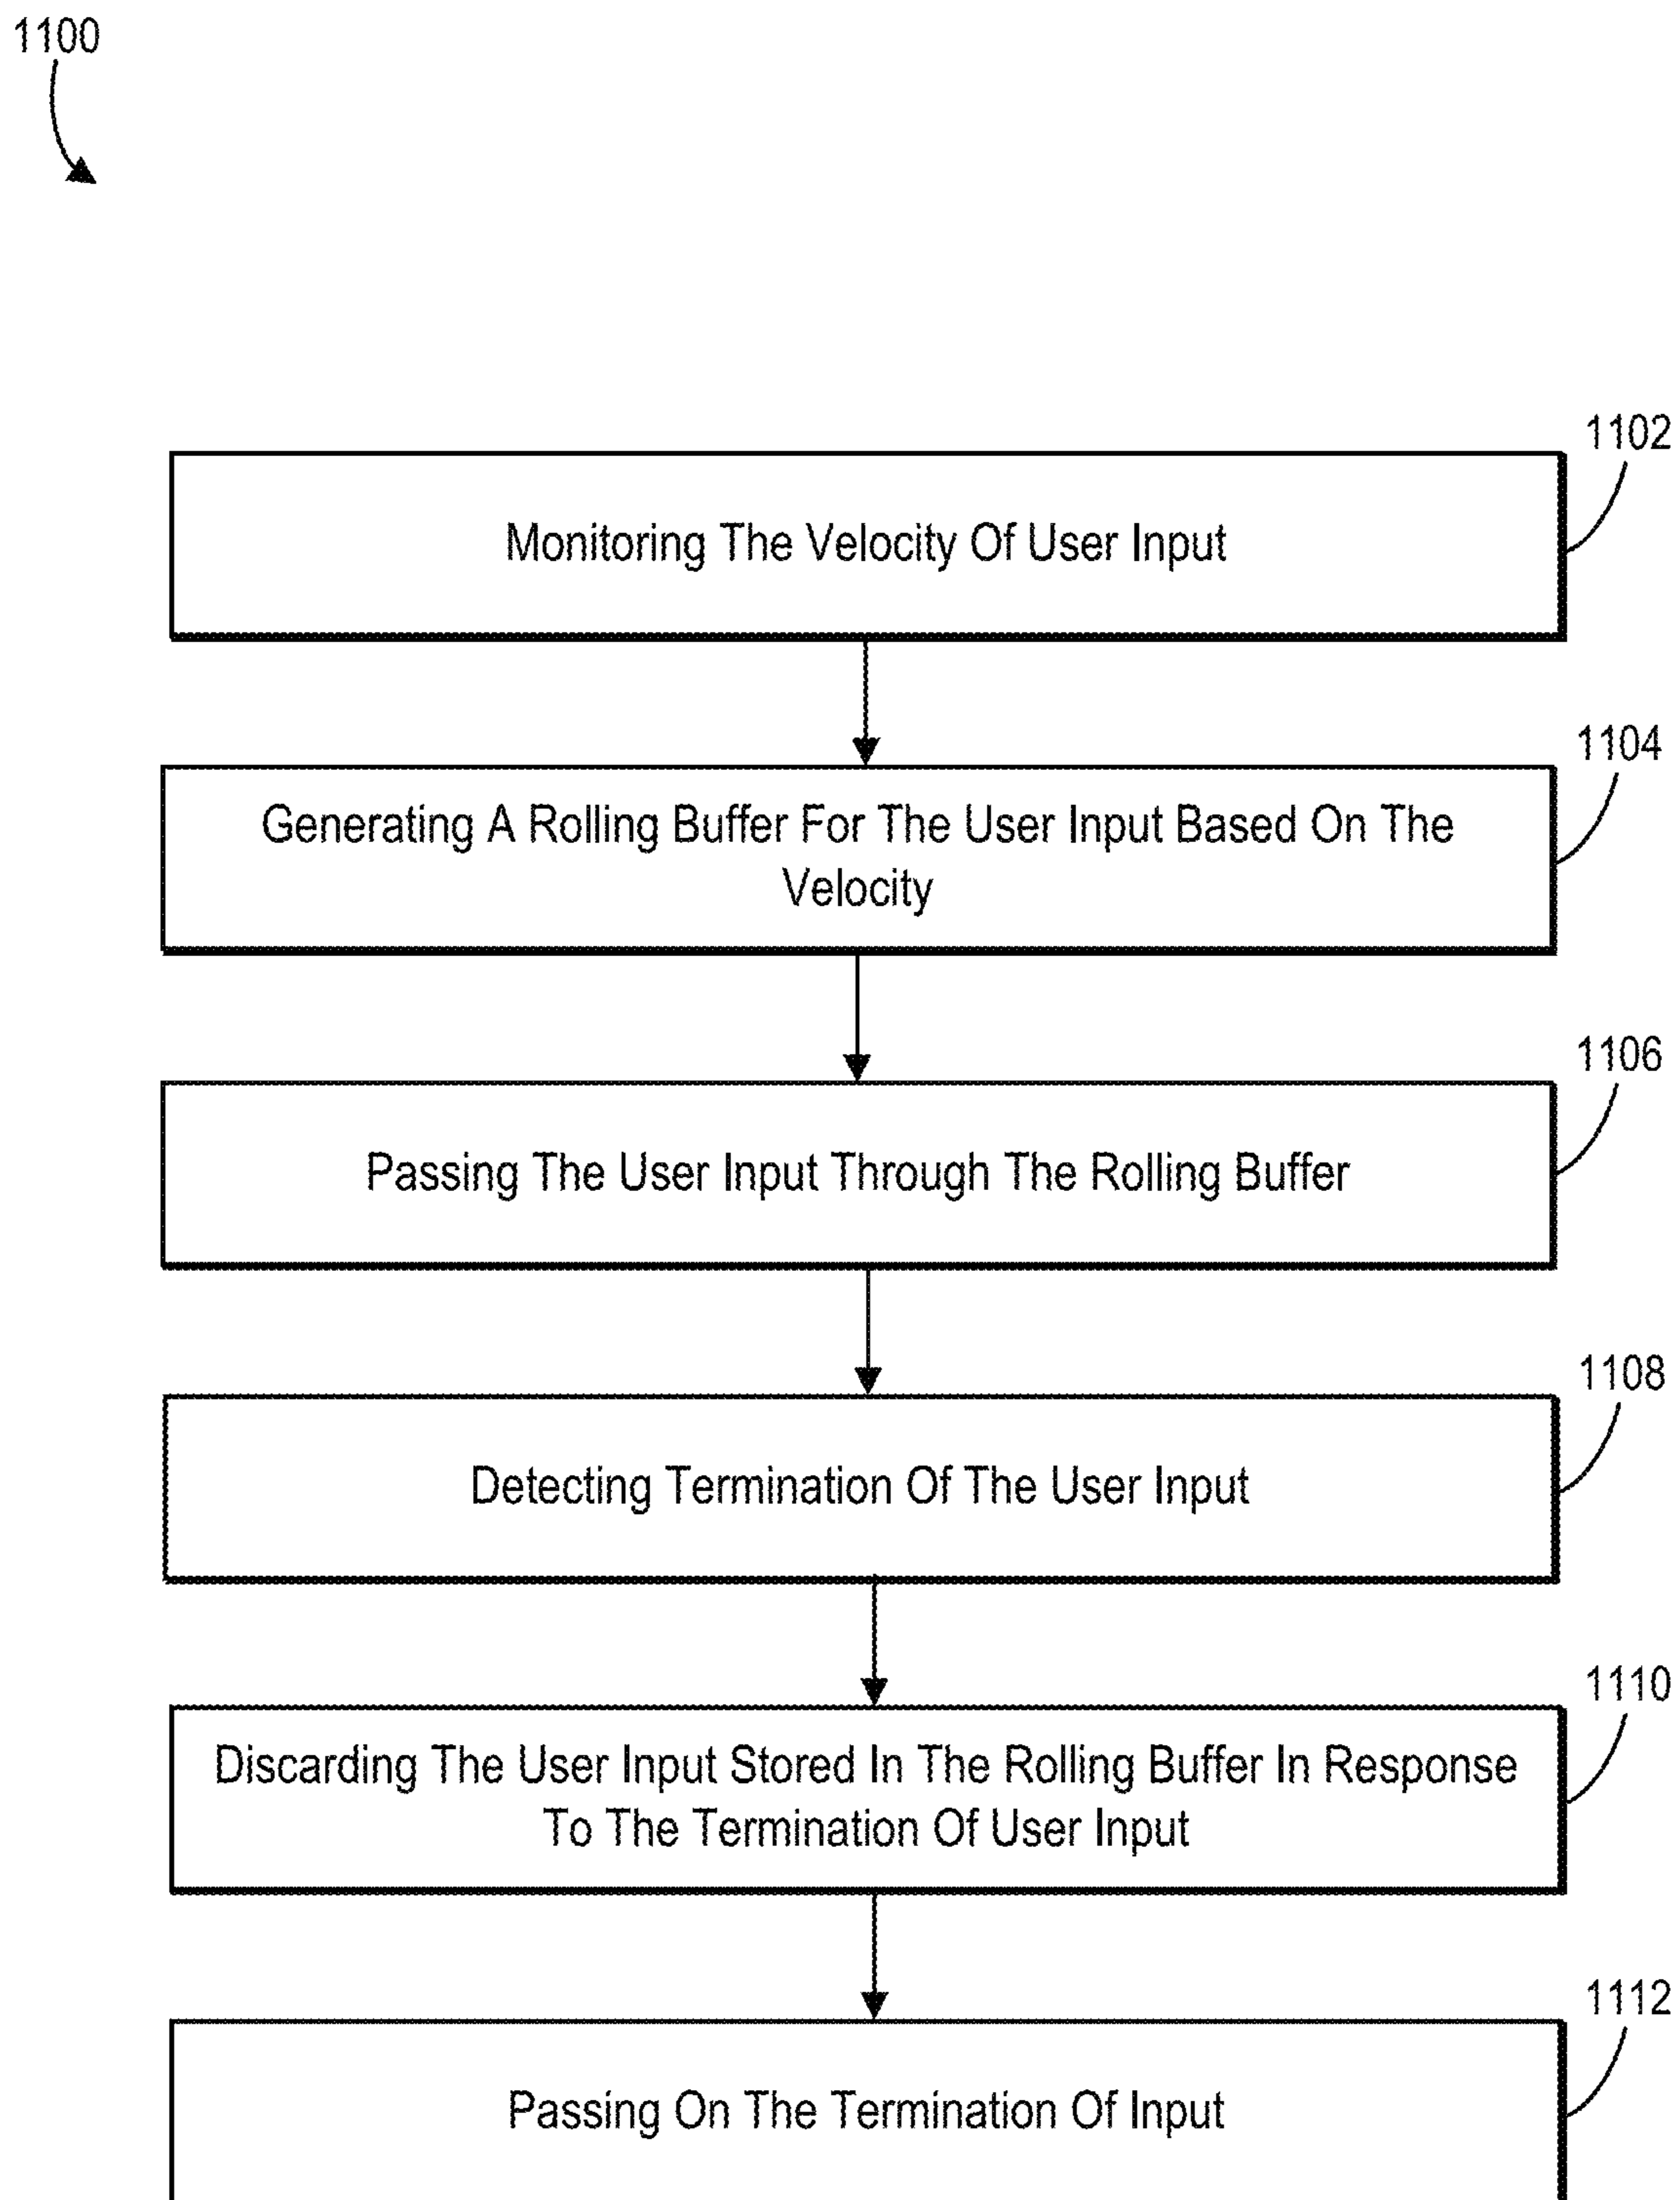 1100
1102
Monitoring The Velocity Of User Input
1104
Generating A Rolling Buffer For The User Input Based On The
Velocity
1106
Passing The User Input Through The Rolling Buffer
1108
Detecting Termination Of The User Input
1110
Discarding The User Input Stored In The Rolling Buffer In Response
To The Termination Of User Input
1112
Passing On The Termination Of Input